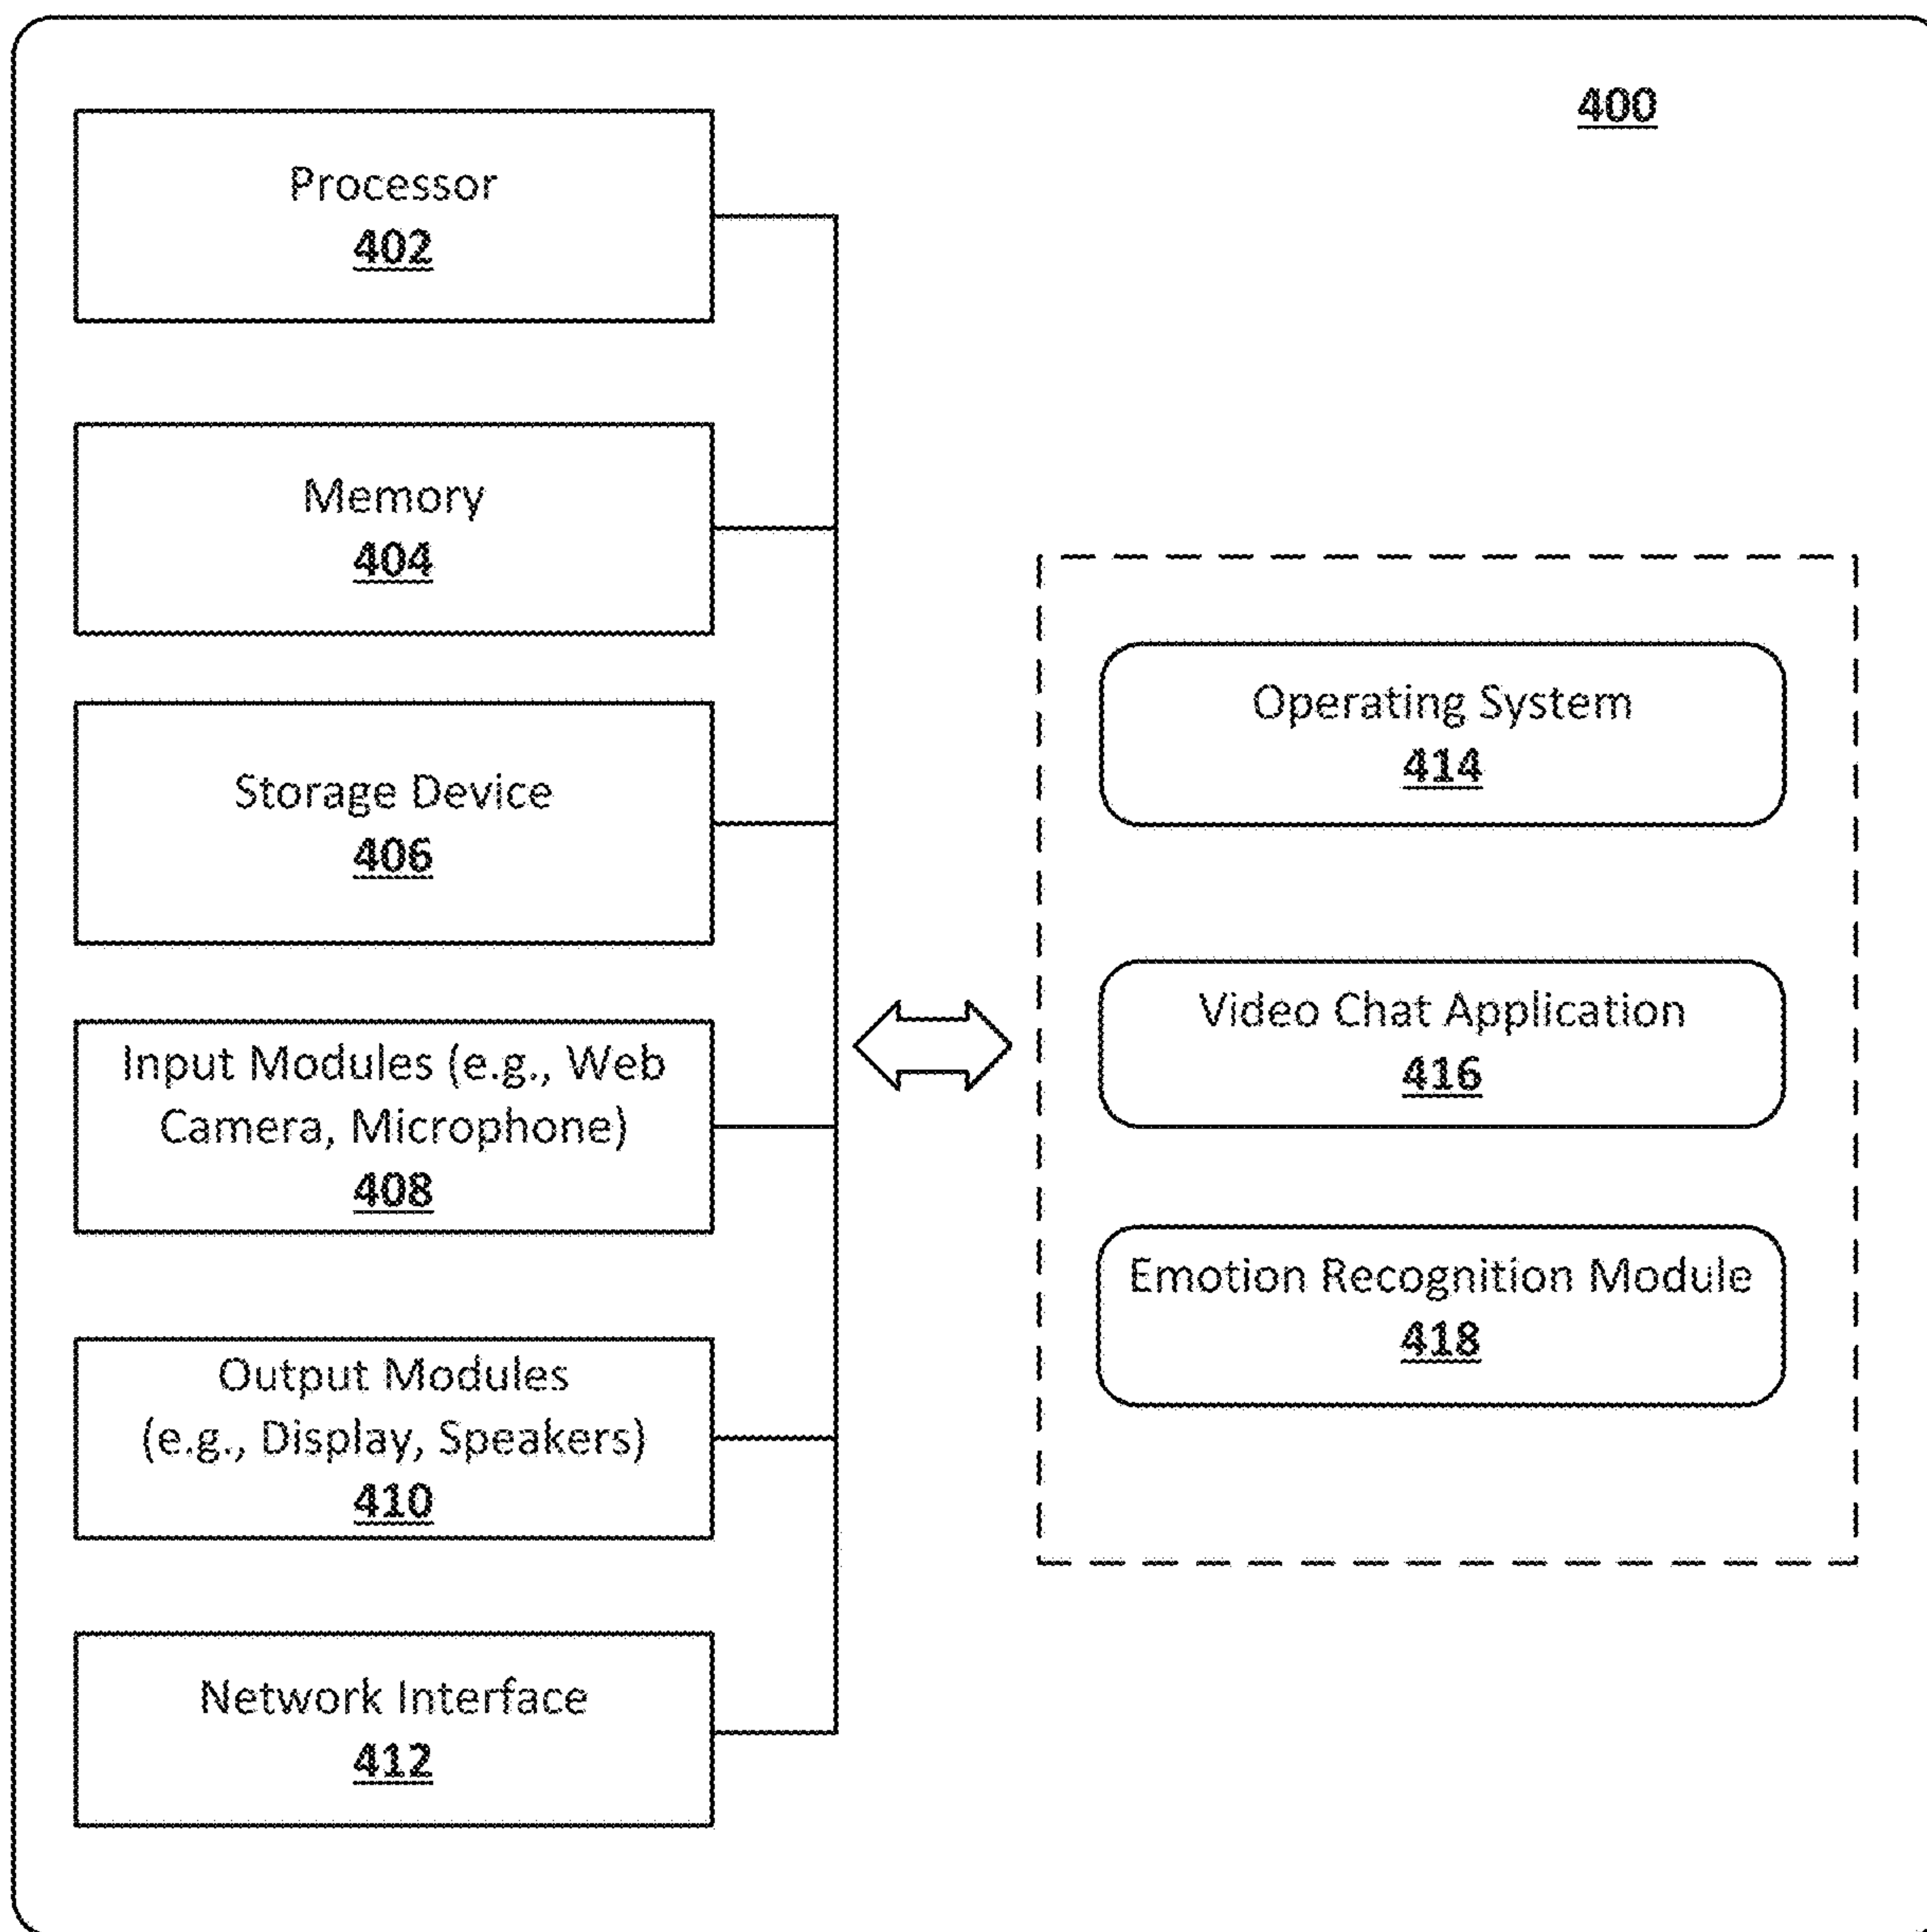 400
Processor
402
Memory
404
Storage Device
406
Input Modules (e.g., Web
Camera, Microphone)
408
Output Modules
(e.g., Display, Speakers)
410
Network Interface
412
Operating System
414
Video Chat Application
416
Emotion Recognition Module
418